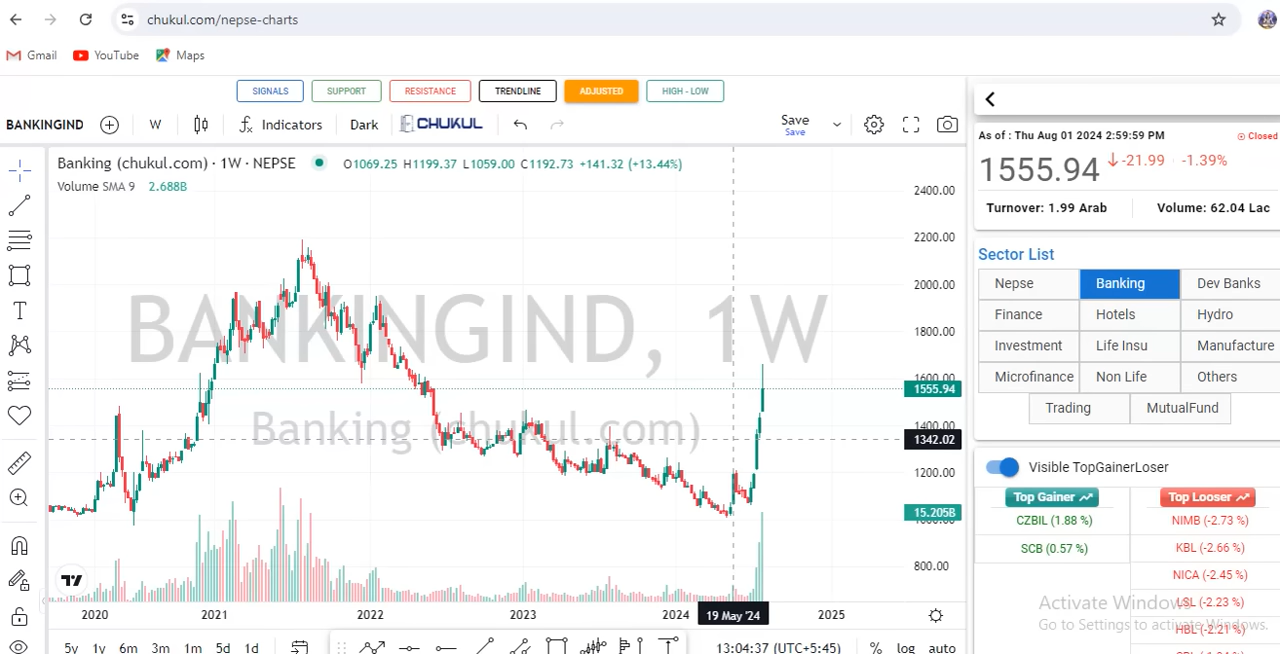 chukul.com/nepse-charts
Gmail YouTube Maps
SIGNALS SUPPORT RESISTANCE TRENDLINE ADJUSTED HIGH - LOW
BANKINGIND W Indicators Dark CHUKUL Save
Save
Banking (chukul.com) · 1W · NEPSE O1069.25 H1199.37 L1059.00 C1192.73 +141.32 (+13.44%)
Volume SMA 9 2.688B
BANKINGIND, 1W
Banking (chukul.com)
2400.00
2200.00
2000.00
1800.00
1600.00
1555.94
1400.00
1342.02
1200.00
15.205B
1000.00
800.00
2020 2021 2022 2023 2024 19 May '24 2025
5y 1y 6m 3m 1m 5d 1d 13:04:37 (UTC+5:45) % log auto
As of : Thu Aug 01 2024 2:59:59 PM Closed
1555.94 -21.99 -1.39%
Turnover: 1.99 Arab Volume: 62.04 Lac
Sector List
Nepse Banking Dev Banks
Finance Hotels Hydro
Investment Life Insu Manufacture
Microfinance Non Life Others
Trading MutualFund
Visible TopGainerLoser
Top Gainer Top Looser
CZBIL (1.88 %) NIMB (-2.73 %)
SCB (0.57 %) KBL (-2.66 %)
NICA (-2.45 %)
LSL (-2.23 %)
HBL (-2.21 %)
Activate Windows
Go to Settings to activate Windows.